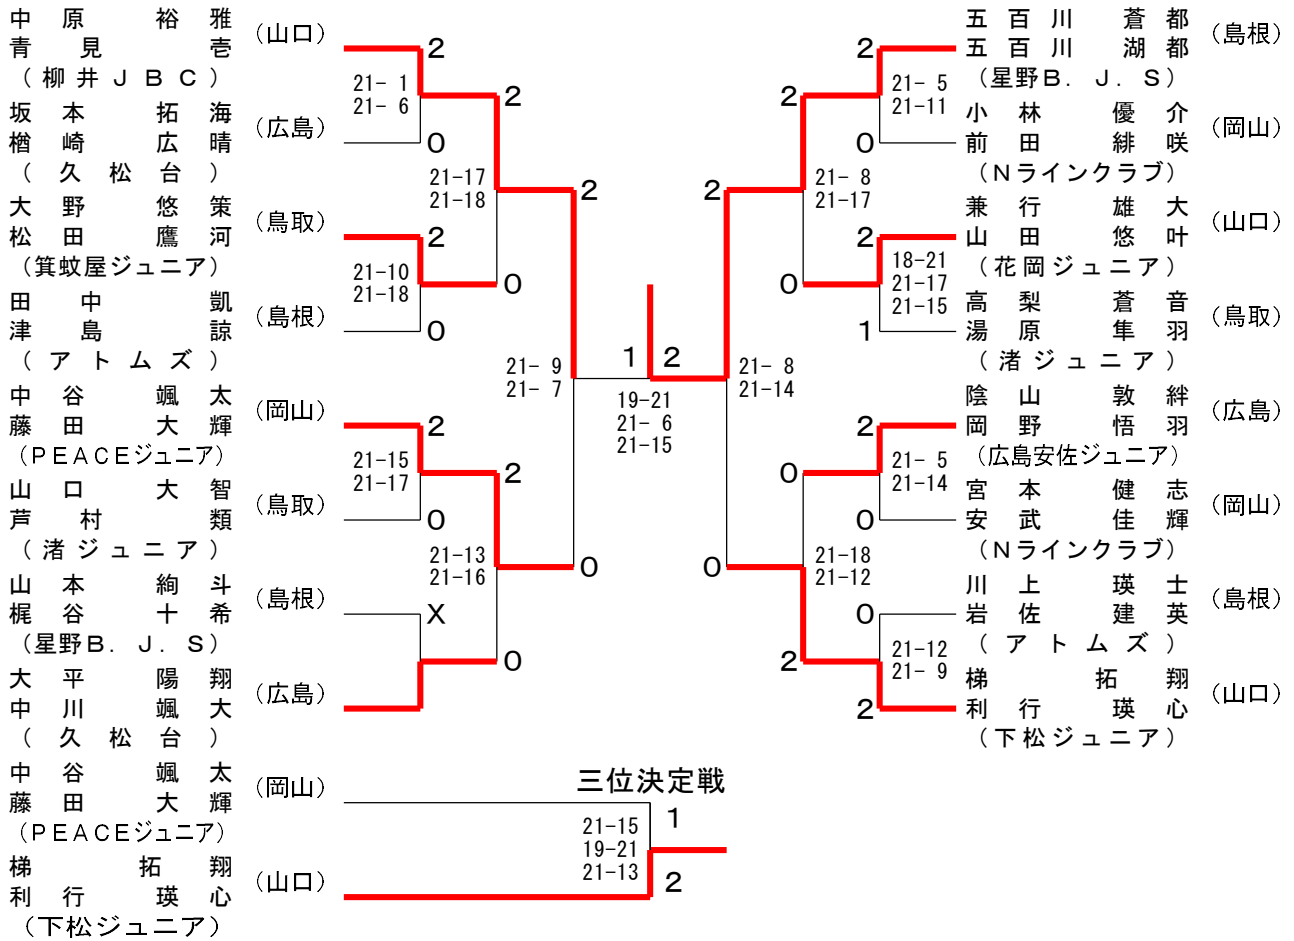 中原 裕雅
青見 壱
(柳井JBC)
(山口)
坂本 拓海
楢崎 広晴
(久松台)
(広島)
大野 悠策
松田 鷹河
(箕蚊屋ジュニア)
(鳥取)
田中 凱
津島 諒
(アトムズ)
(島根)
中谷 颯太
藤田 大輝
(PEACEジュニア)
(岡山)
山口 大智
芦村 類
(渚ジュニア)
(鳥取)
山本 絢斗
梶谷 十希
(星野B.J.S)
(島根)
大平 陽翔
中川 颯大
(久松台)
(広島)
2
21- 1
21- 6
0
2
21-10
21-18
0
2
21-15
21-17
0
X
2
21-17
21-18
0
2
21-13
21-16
0
2
21- 9
21- 7
0
1 2
19-21
21- 6
21-15
2
21- 8
21-14
0
2
21- 8
21-17
0
0
21-18
21-12
2
2
21- 5
21-11
0
2
18-21
21-17
21-15
1
2
21- 5
21-14
0
0
21-12
21- 9
2
五百川 蒼都
五百川 湖都
(星野B.J.S)
(島根)
小林 優介
前田 緋咲
(Nラインクラブ)
(岡山)
兼行 雄大
山田 悠叶
(花岡ジュニア)
(山口)
高梨 蒼音
湯原 隼羽
(渚ジュニア)
(鳥取)
陰山 敦絆
岡野 悟羽
(広島安佐ジュニア)
(広島)
宮本 健志
安武 佳輝
(Nラインクラブ)
(岡山)
川上 瑛士
岩佐 建英
(アトムズ)
(島根)
梯 拓翔
利行 瑛心
(下松ジュニア)
(山口)
三位決定戦
中谷 颯太
藤田 大輝
(PEACEジュニア)
(岡山)
梯 拓翔
利行 瑛心
(下松ジュニア)
(山口)
1
21-15
19-21
21-13
2